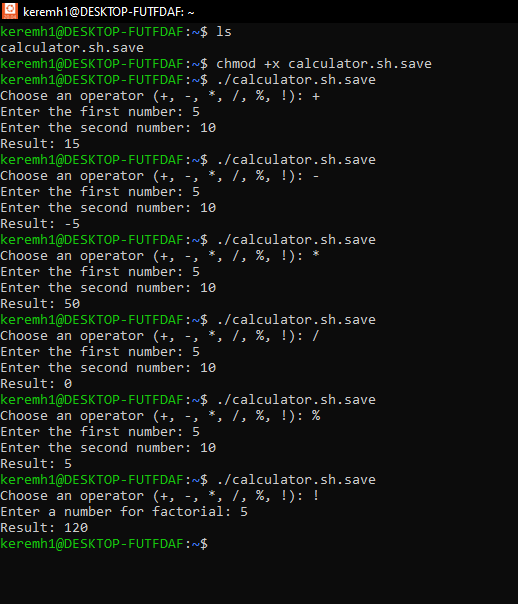 keremh1@DESKTOP-FUTFDAF: ~
keremh1@DESKTOP-FUTFDAF:~$ ls
calculator.sh.save
keremh1@DESKTOP-FUTFDAF:~$ chmod +x calculator.sh.save
keremh1@DESKTOP-FUTFDAF:~$ ./calculator.sh.save
Choose an operator (+, -, *, /, %, !): +
Enter the first number: 5
Enter the second number: 10
Result: 15
keremh1@DESKTOP-FUTFDAF:~$ ./calculator.sh.save
Choose an operator (+, -, *, /, %, !): -
Enter the first number: 5
Enter the second number: 10
Result: -5
keremh1@DESKTOP-FUTFDAF:~$ ./calculator.sh.save
Choose an operator (+, -, *, /, %, !): *
Enter the first number: 5
Enter the second number: 10
Result: 50
keremh1@DESKTOP-FUTFDAF:~$ ./calculator.sh.save
Choose an operator (+, -, *, /, %, !): /
Enter the first number: 5
Enter the second number: 10
Result: 0
keremh1@DESKTOP-FUTFDAF:~$ ./calculator.sh.save
Choose an operator (+, -, *, /, %, !): %
Enter the first number: 5
Enter the second number: 10
Result: 5
keremh1@DESKTOP-FUTFDAF:~$ ./calculator.sh.save
Choose an operator (+, -, *, /, %, !): !
Enter a number for factorial: 5
Result: 120
keremh1@DESKTOP-FUTFDAF:~$